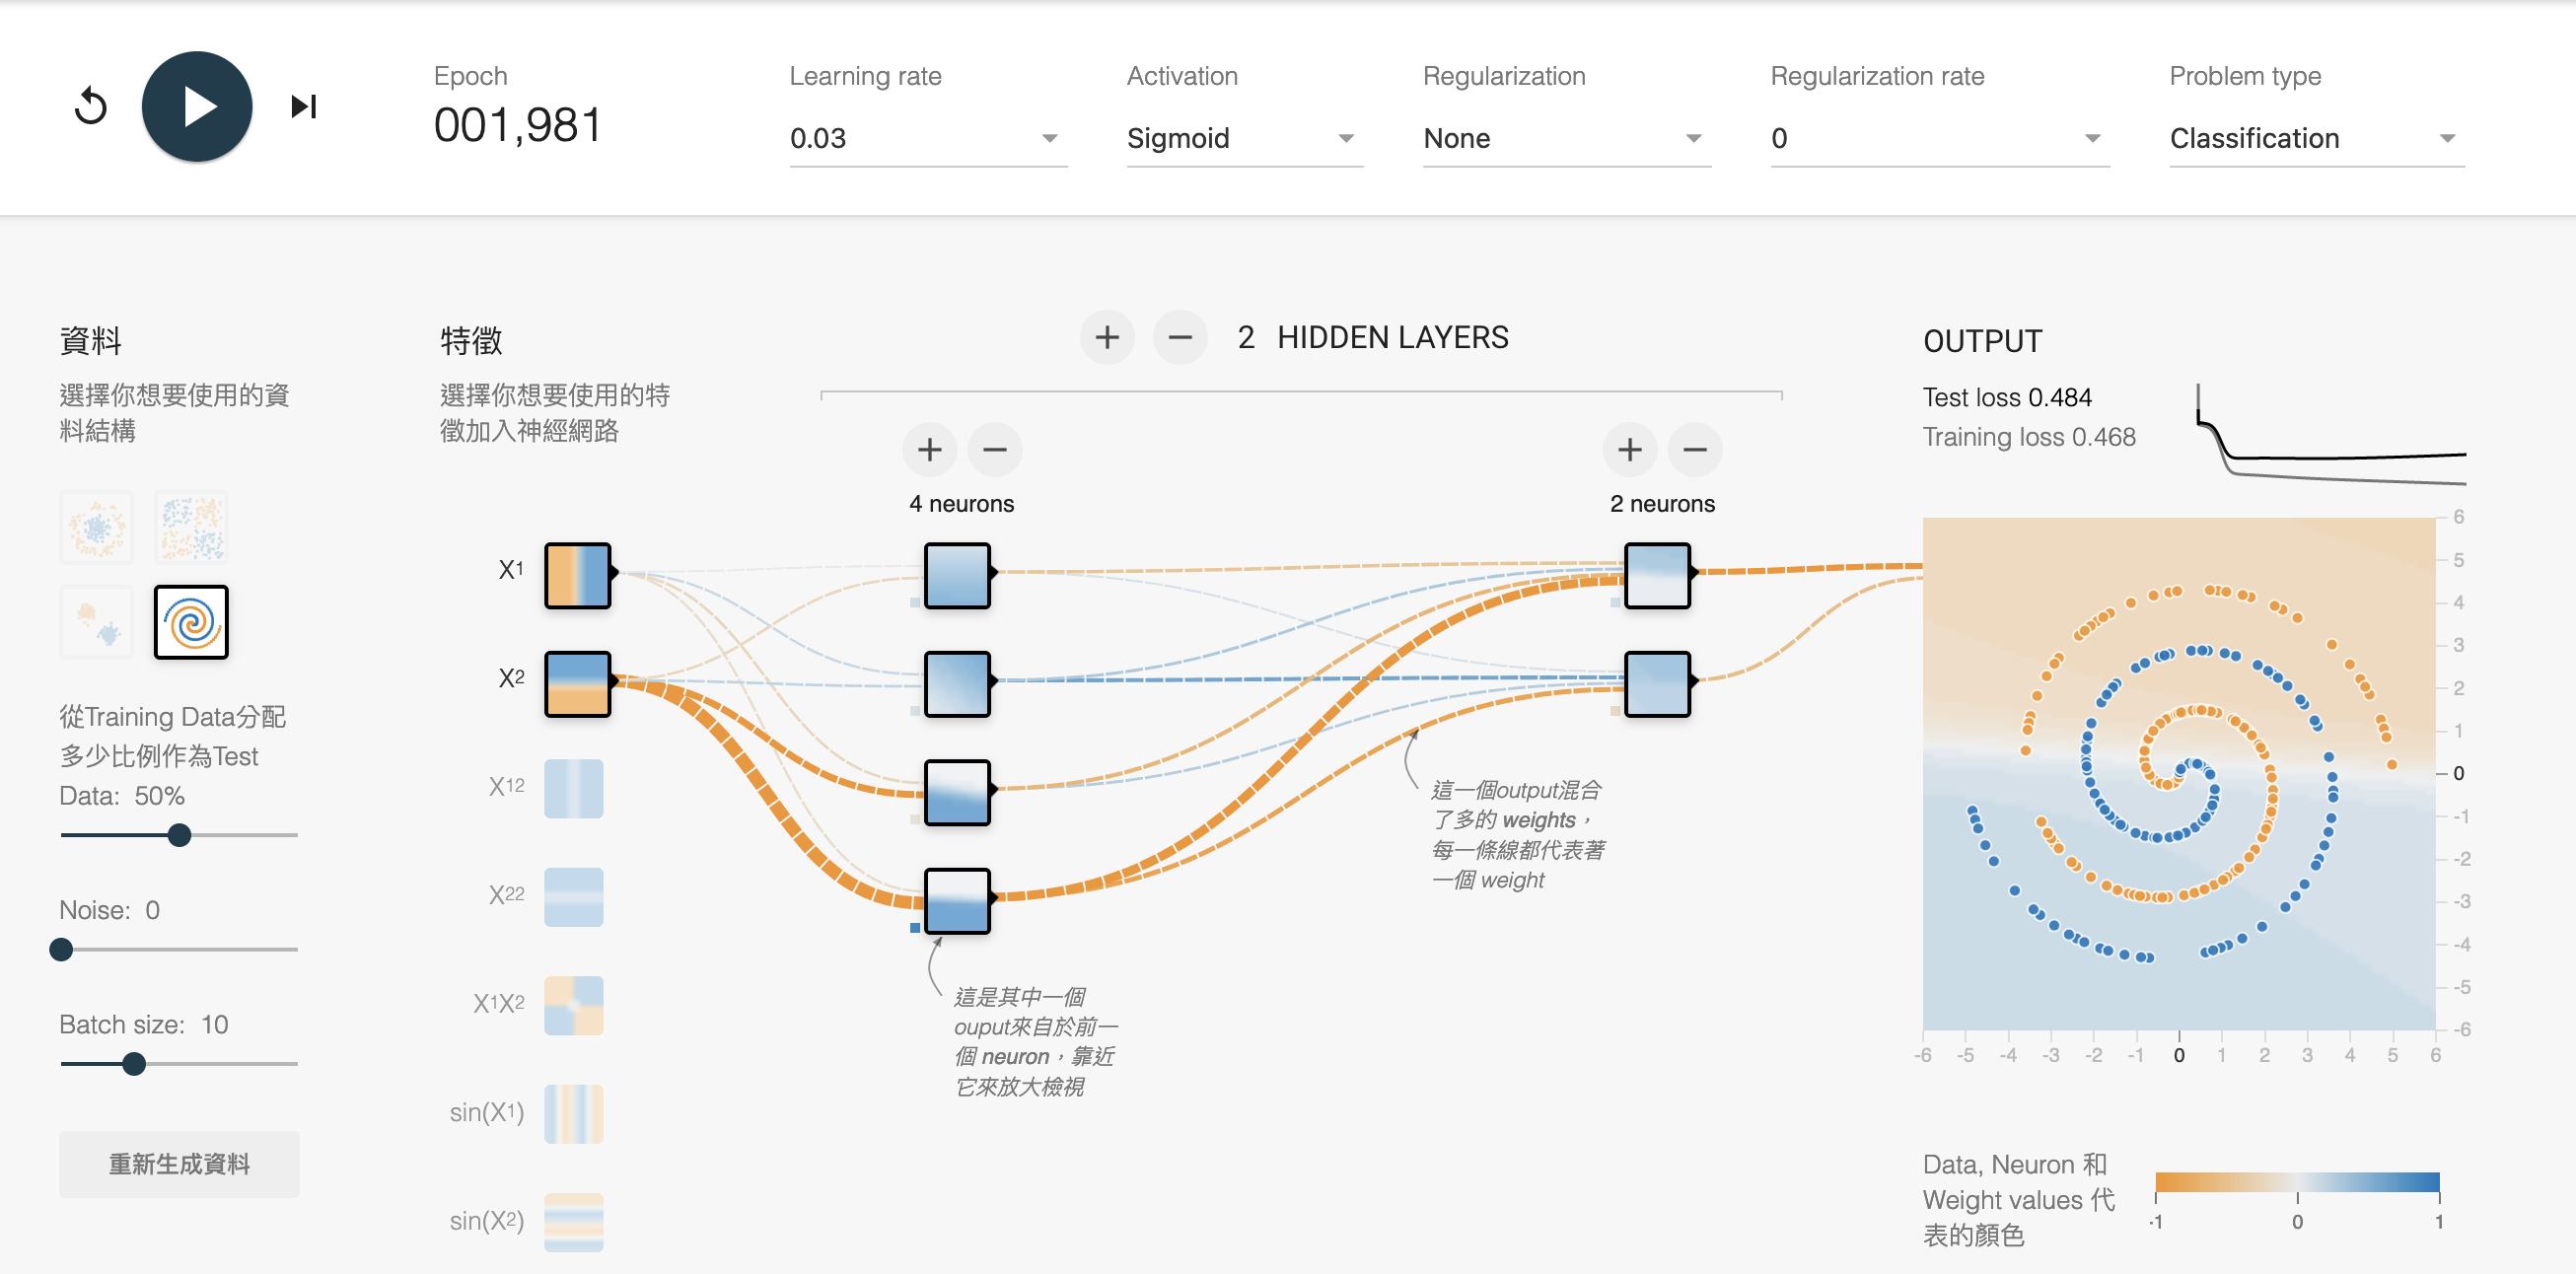 Epoch
001,981
Learning rate
0.03
Activation
Sigmoid
Regularization
None
Regularization rate
0
Problem type
Classification
資料
選擇你想要使用的資
料結構
從Training Data分配
多少比例作為Test
Data: 50%
Noise: 0
Batch size: 10
重新生成資料
特徵
選擇你想要使用的特
徵加入神經網路
X1
X2
X12
X22
X1X2
sin(X1)
sin(X2)
2 HIDDEN LAYERS
4 neurons
2 neurons
這是其中一個
ouput來自於前一
個 neuron，靠近
它來放大檢視
這一個output混合
了多的 weights，
每一條線都代表著
一個 weight
OUTPUT
Test loss 0.484
Training loss 0.468
6
5
4
3
2
1
0
-1
-2
-3
-4
-5
-6
-6 -5 -4 -3 -2 -1 0 1 2 3 4 5 6
Data, Neuron 和
Weight values 代
表的顏色
-1 0 1